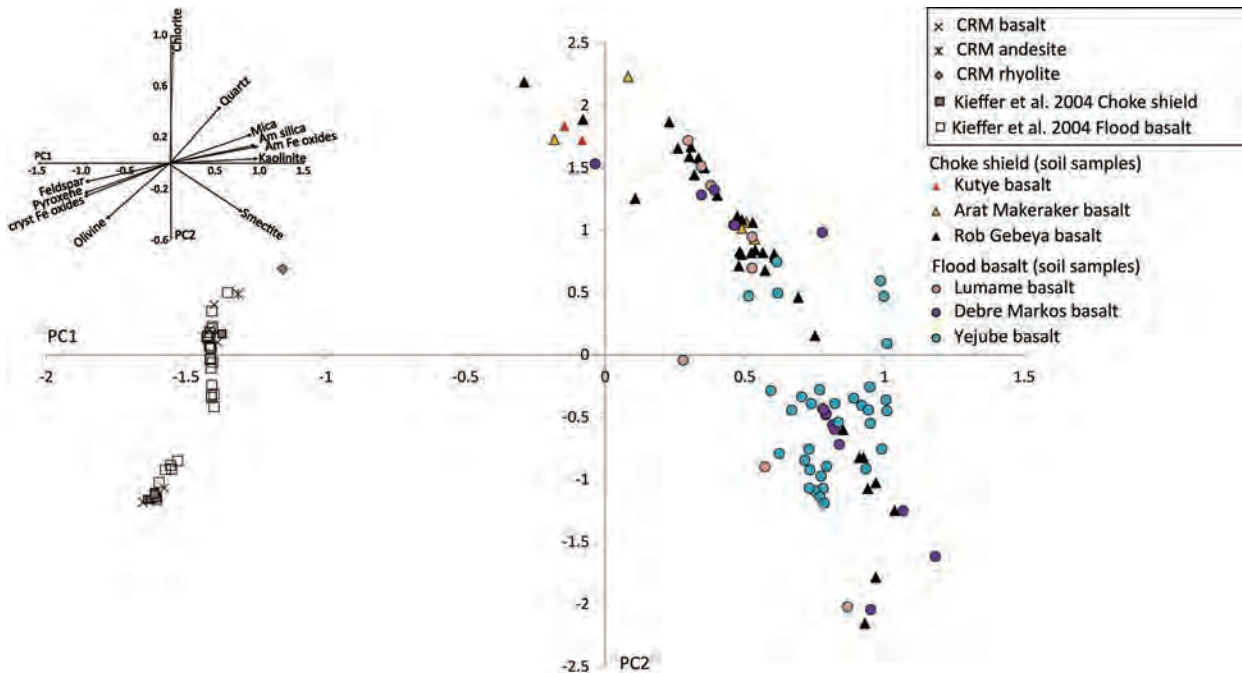 1.0
Chlorite
0.6
Quartz
0.2
Mica
Am silica
Am Fe oxides
Kaolinite
PC1
-1.5
-1.0
-0.5
0.5
1.0
1.5
Feldspar
Pyroxene
cryst Fe oxides
-0.2
Olivine
Smectite
-0.6
PC2
2.5
2
1.5
1
0.5
0
PC1
-2
-1.5
-1
-0.5
0
0.5
1
1.5
-0.5
-1
-1.5
-2
-2.5
PC2
CRM basalt
CRM andesite
CRM rhyolite
Kieffer et al. 2004 Choke shield
Kieffer et al. 2004 Flood basalt
Choke shield (soil samples)
Kutye basalt
Arat Makeraker basalt
Rob Gebeya basalt
Flood basalt (soil samples)
Lumame basalt
Debre Markos basalt
Yejube basalt